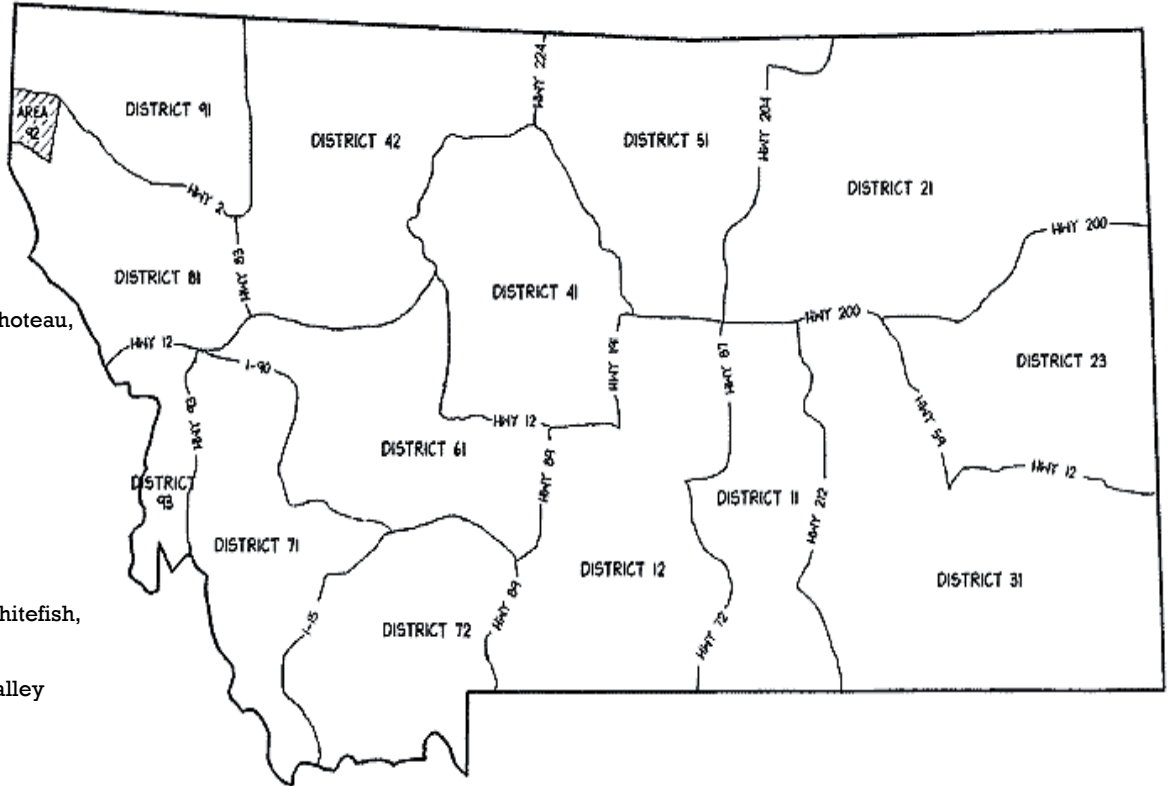 HWY 224
HWY 204
AREA
92
DISTRICT 91
DISTRICT 42
DISTRICT 51
DISTRICT 21
HWY 2
HWY 200
HWY 83
DISTRICT 81
DISTRICT 41
hoteau,
HWY 12
I-90
HWY 200
HWY 191
HWY 87
DISTRICT 23
HWY 93
HWY 59
HWY 12
DISTRICT 61
HWY 89
HWY 12
DISTRICT
93
DISTRICT 11
HWY 212
DISTRICT 71
DISTRICT 12
DISTRICT 31
hitefish,
I-15
DISTRICT 72
HWY 89
HWY 72
alley